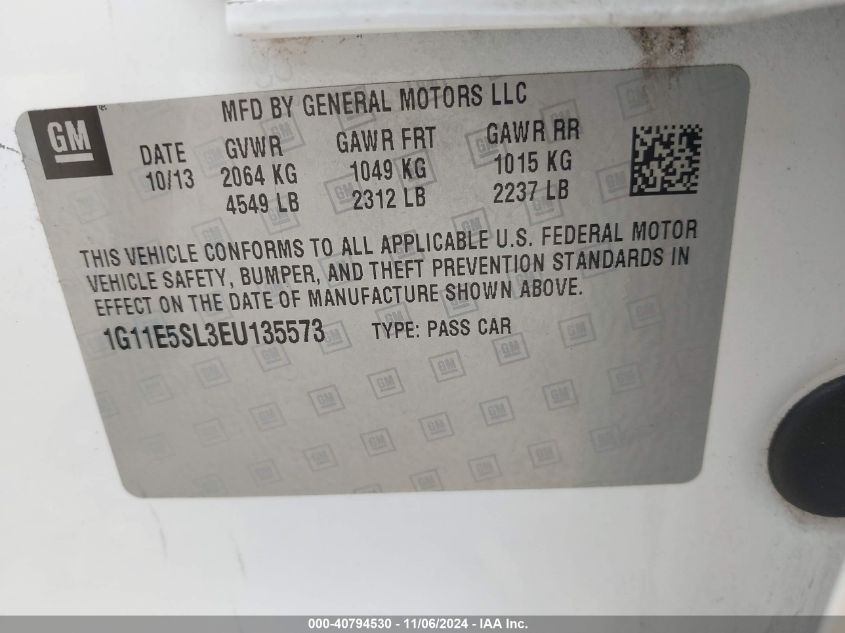 GM
MFD BY GENERAL MOTORS LLC
DATE GVWR GAWR FRT GAWR RR
10/13 2064 KG 1049 KG 1015 KG
4549 LB 2312 LB 2237 LB
THIS VEHICLE CONFORMS TO ALL APPLICABLE U.S. FEDERAL MOTOR
VEHICLE SAFETY, BUMPER, AND THEFT PREVENTION STANDARDS IN
EFFECT ON THE DATE OF MANUFACTURE SHOWN ABOVE.
1G11E5SL3EU135573 TYPE: PASS CAR
000-40794530 - 11/06/2024 - IAA Inc.